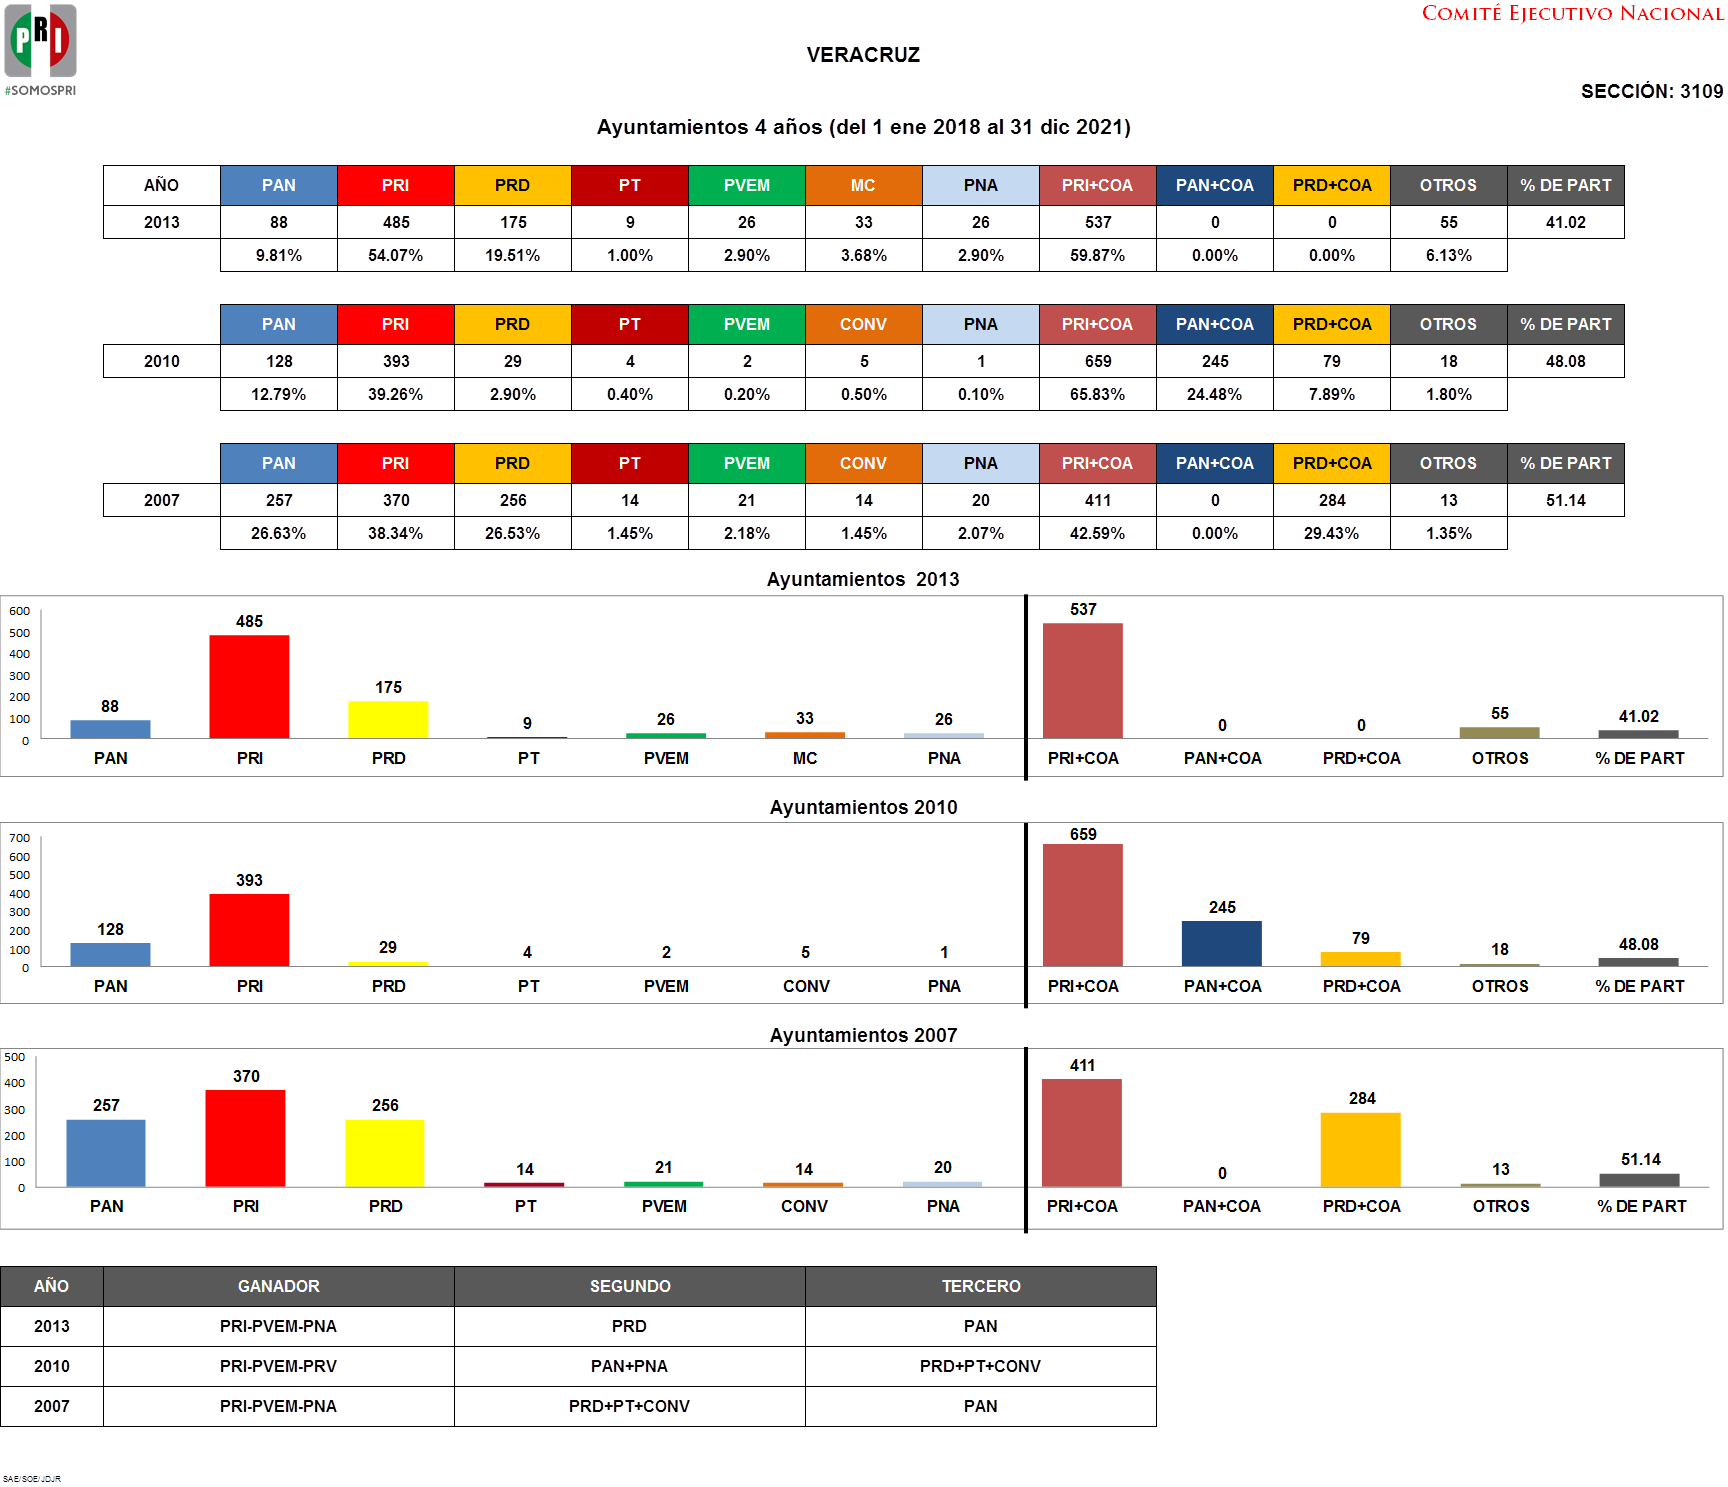 PRI
#SOMOSPRI
COMITÉ EJECUTIVO NACIONAL
VERACRUZ
SECCIÓN: 3109
Ayuntamientos 4 años (del 1 ene 2018 al 31 dic 2021)
AÑO PAN PRI PRD PT PVEM MC PNA PRI+COA PAN+COA PRD+COA OTROS % DE PART
2013 88 485 175 9 26 33 26 537 0 0 55 41.02
9.81% 54.07% 19.51% 1.00% 2.90% 3.68% 2.90% 59.87% 0.00% 0.00% 6.13%
PAN PRI PRD PT PVEM CONV PNA PRI+COA PAN+COA PRD+COA OTROS % DE PART
2010 128 393 29 4 2 5 1 659 245 79 18 48.08
12.79% 39.26% 2.90% 0.40% 0.20% 0.50% 0.10% 65.83% 24.48% 7.89% 1.80%
PAN PRI PRD PT PVEM CONV PNA PRI+COA PAN+COA PRD+COA OTROS % DE PART
2007 257 370 256 14 21 14 20 411 0 284 13 51.14
26.63% 38.34% 26.53% 1.45% 2.18% 1.45% 2.07% 42.59% 0.00% 29.43% 1.35%
Ayuntamientos 2013
600
500
400
300
200
100
0
88 485 175 9 26 33 26 537 0 0 55 41.02
PAN PRI PRD PT PVEM MC PNA PRI+COA PAN+COA PRD+COA OTROS % DE PART
Ayuntamientos 2010
700
600
500
400
300
200
100
0
128 393 29 4 2 5 1 659 245 79 18 48.08
PAN PRI PRD PT PVEM CONV PNA PRI+COA PAN+COA PRD+COA OTROS % DE PART
Ayuntamientos 2007
500
400
300
200
100
0
257 370 256 14 21 14 20 411 0 284 13 51.14
PAN PRI PRD PT PVEM CONV PNA PRI+COA PAN+COA PRD+COA OTROS % DE PART
AÑO GANADOR SEGUNDO TERCERO
2013 PRI-PVEM-PNA PRD PAN
2010 PRI-PVEM-PRV PAN+PNA PRD+PT+CONV
2007 PRI-PVEM-PNA PRD+PT+CONV PAN
SAE/SOE/JDJR